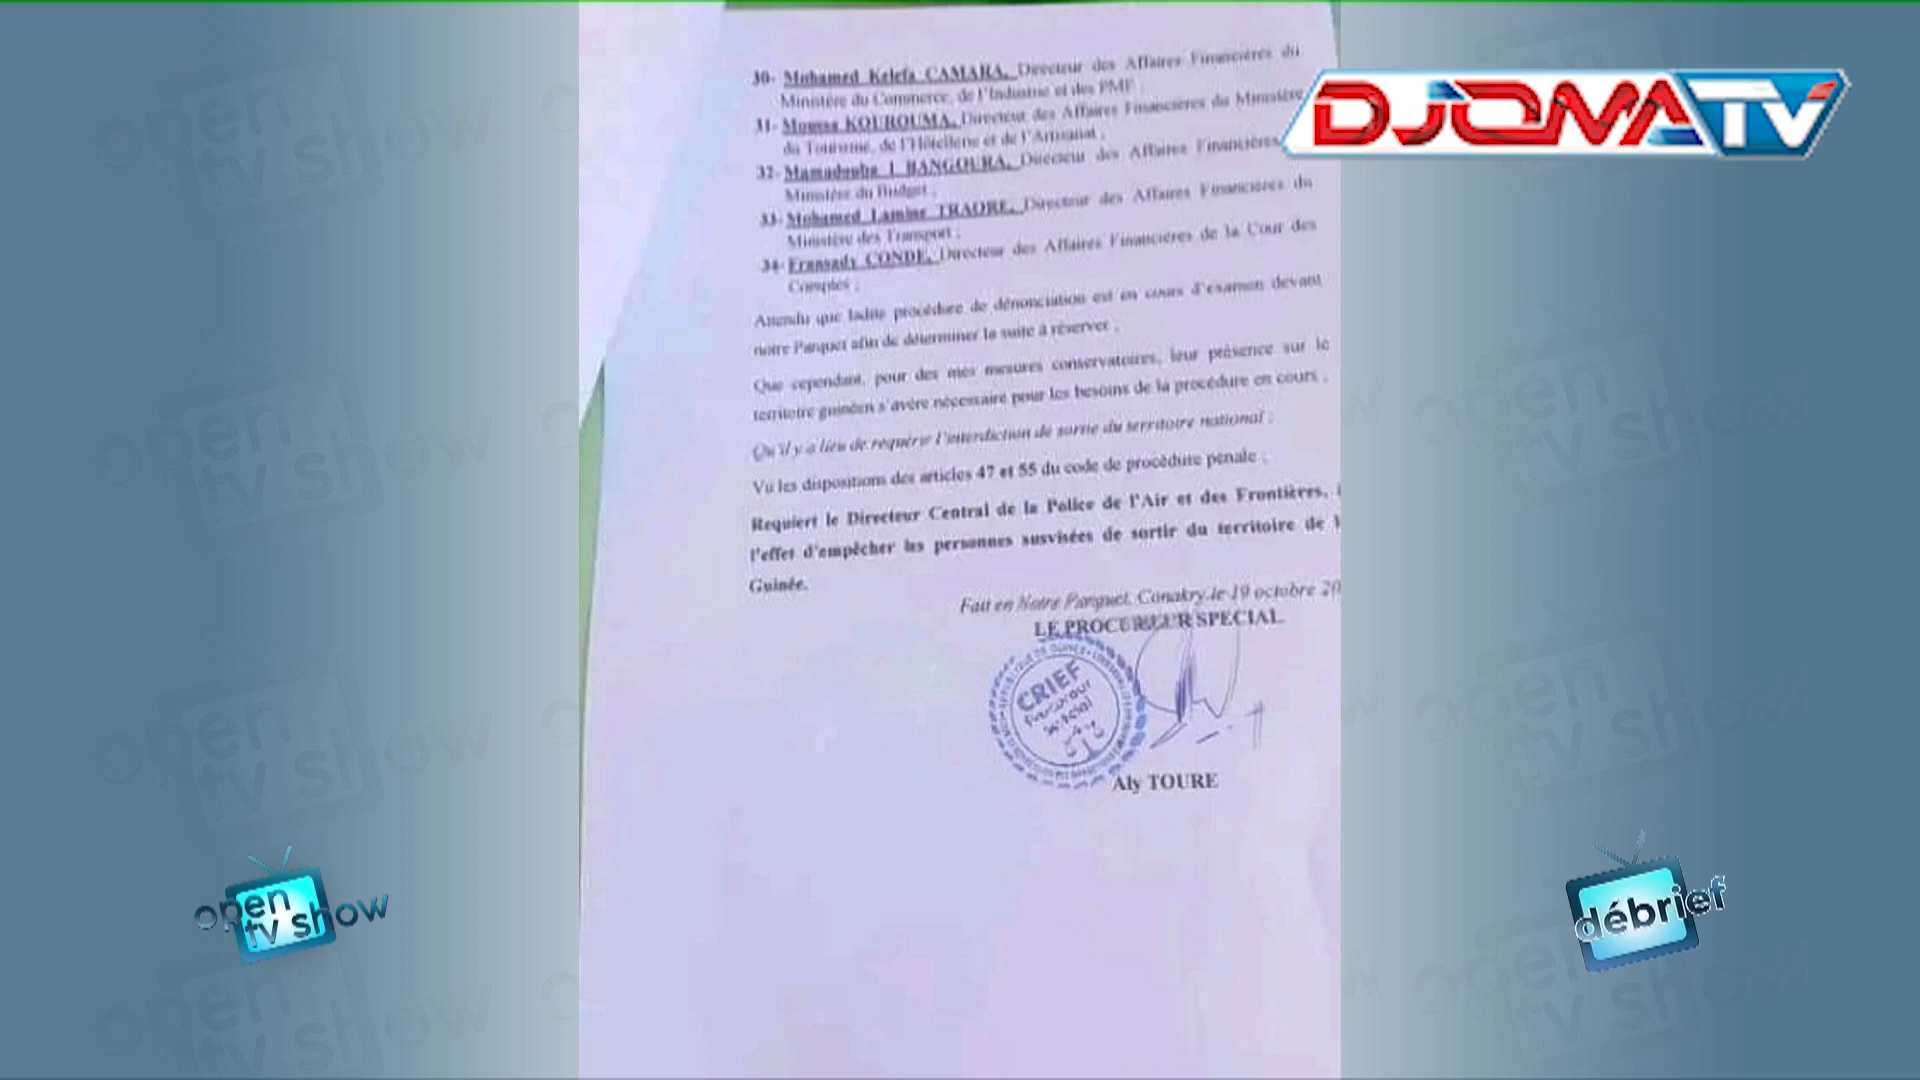 DJOMA TV
30- Mohamed Kelefa CAMARA, Directeur des Affaires Financières du
Ministère du Commerce, de l'Industrie et des PME ;
31- Moussa KOUROUMA, Directeur des Affaires Financières du Ministère
du Tourisme, de l'Hôtellerie et de l'Artisanat ;
32- Mamadouba I BANGOURA, Directeur des Affaires Financières
Ministère du Budget ;
33- Mohamed Lamine TRAORE, Directeur des Affaires Financières du
Ministère des Transport ;
34- Fransady CONDE, Directeur des Affaires Financières de la Cour des
Comptes ;
Attendu que ladite procédure de dénonciation est en cours d'examen devant
notre Parquet afin de déterminer la suite à réserver ;
Que cependant, pour des mes mesures conservatoires, leur présence sur le
territoire guinéen s'avère nécessaire pour les besoins de la procédure en cours ;
Qu'il y a lieu de requérir l'interdiction de sortie du territoire national ;
Vu les dispositions des articles 47 et 55 du code de procédure pénale ;
Requiert le Directeur Central de la Police de l'Air et des Frontières,
l'effet d'empêcher les personnes susvisées de sortir du territoire de
Guinée.
Fait en Notre Parquet, Conakry le 19 octobre 20
LE PROCUREUR SPECIAL
CRIEF
Procureur
Spécial
Aly TOURE
open
tv show
débrief